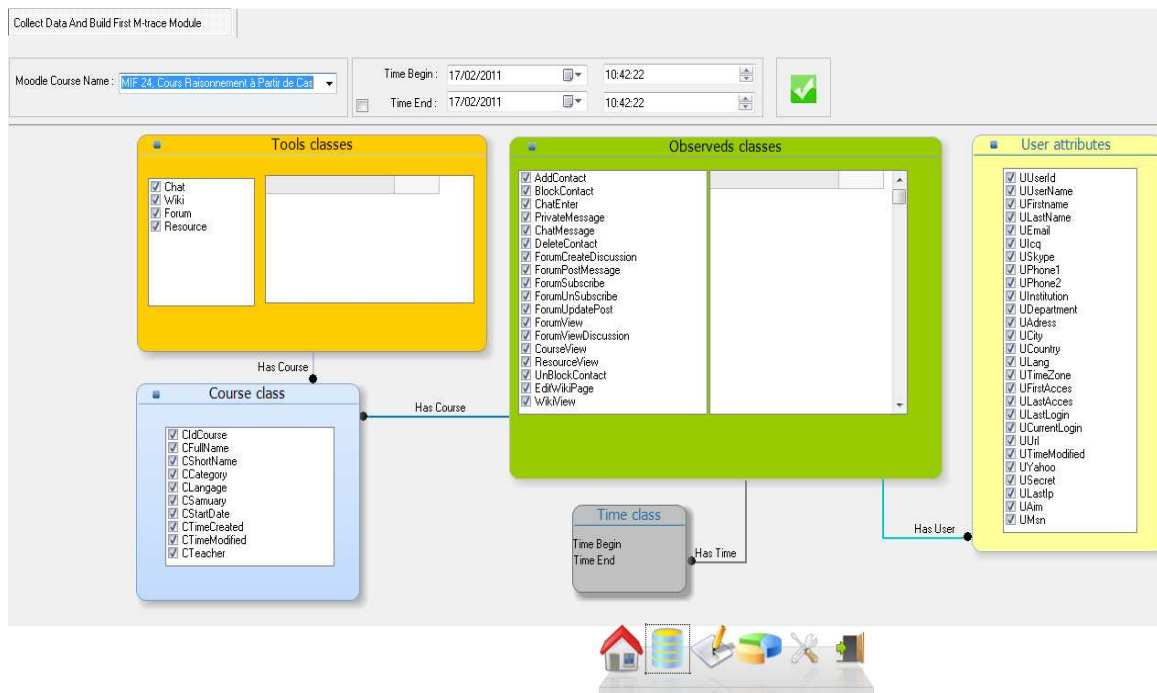 Collect Data And Build First M-trace Module
Moodle Course Name :
MIF 24, Cours Raisonnement à Partir de Cas
Time Begin :
17/02/2011
10:42:22
Time End :
17/02/2011
10:42:22
Tools classes
Chat
Wiki
Forum
Resource
Has Course
Course class
CIdCourse
CFullName
CShortName
CCategory
CLangage
CSamuary
CStartDate
CTimeCreated
CTimeModified
CTeacher
Has Course
Observeds classes
AddContact
BlockContact
ChatEnter
PrivateMessage
ChatMessage
DeleteContact
ForumCreateDiscussion
ForumPostMessage
ForumSubscribe
ForumUnSubscribe
ForumUpdatePost
ForumView
ForumViewDiscussion
CourseView
ResourceView
UnBlockContact
EditWikiPage
WikiView
Time class
Time Begin
Time End
Has Time
Has User
User attributes
UUserId
UUserName
UFirstname
ULastName
UEmail
UIcq
USkype
UPhone1
UPhone2
UInstitution
UDepartment
UAdress
UCity
UCountry
ULang
UTimeZone
UFirstAcces
ULastAcces
ULastLogin
UCurrentLogin
UUrl
UTimeModified
UYahoo
USecret
ULastIp
UAim
UMsn